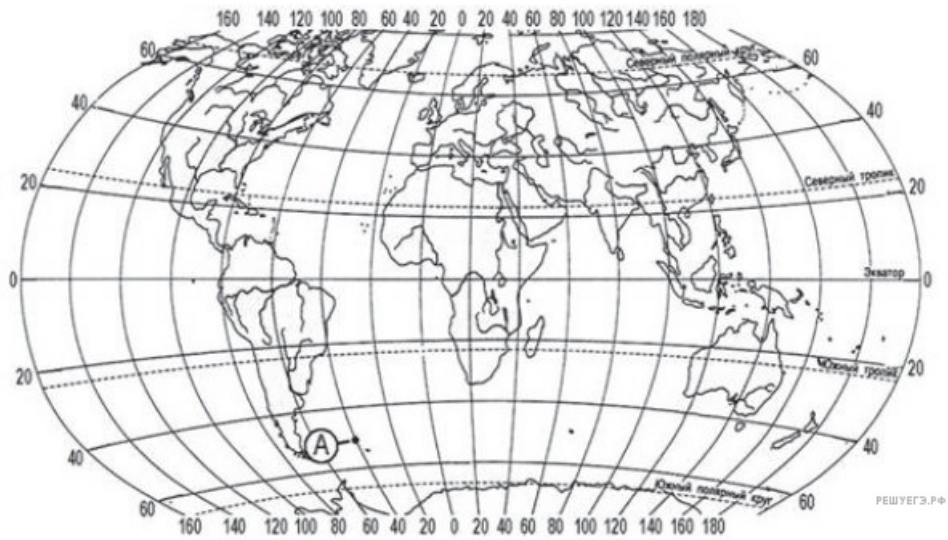 160 140 120 100 80 60 40 20 0 20 40 60 80 100 120 140 160 180
60 Северный полярный круг 60
40 40
20 Северный тропик 20
0 Экватор 0
20 Южный тропик 20
А
40 40
60 Южный полярный круг 60
160 140 120 100 80 60 40 20 0 20 40 60 80 100 120 140 160 180
РЕШУЕГЭ.РФ